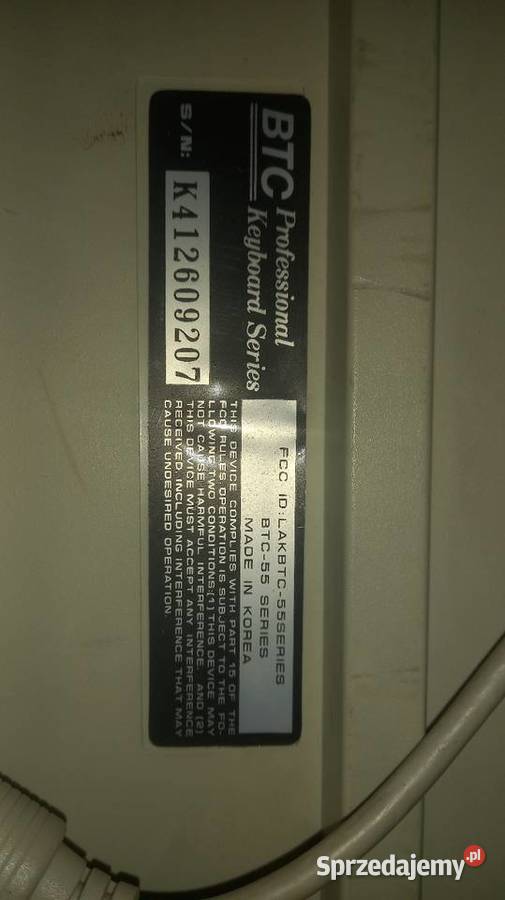 BTC Professional
Keyboard Series
S/N: K412609207
FCC ID:LAKBTC-55SERIES
BTC-55 SERIES
MADE IN KOREA
THIS DEVICE COMPLIES WITH PART 15 OF THE
FCC RULES.OPERATION IS SUBJECT TO THE FO-
LLOWING TWO CONDITIONS:(1)THIS DEVICE MAY
NOT CAUSE HARMFUL INTERFERENCE. AND (2)
THIS DEVICE MUST ACCEPT ANY INTERFERENCE
RECEIVED, INCLUDING INTERFERENCE THAT MAY
CAUSE UNDESIRED OPERATION.
Sprzedajemy.pl